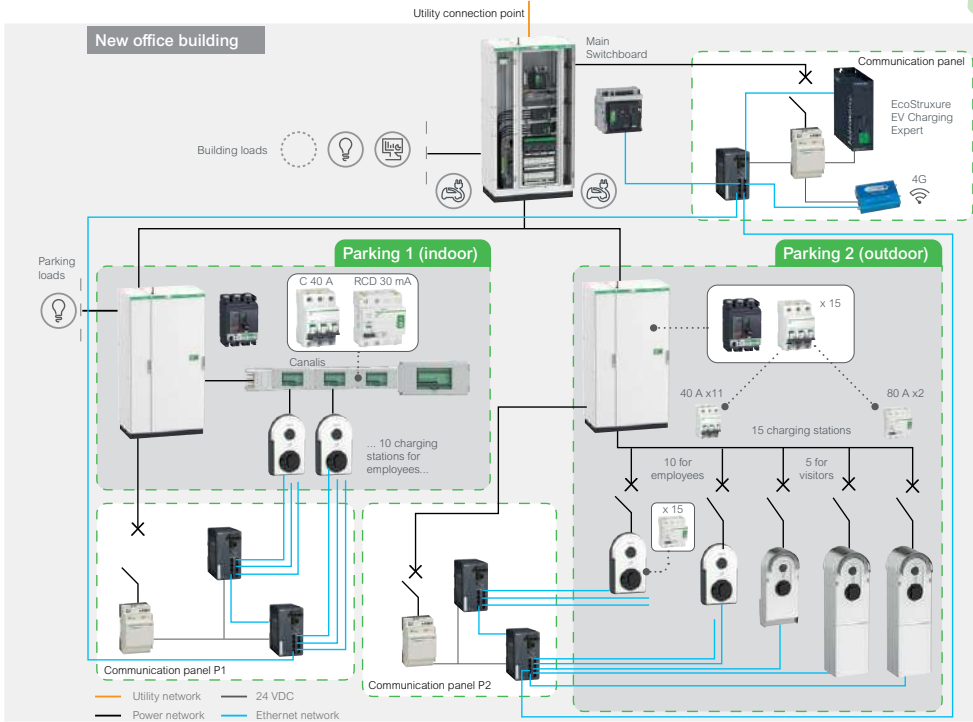 Utility connection point
New office building
Main
Switchboard
Communication panel
EcoStruxure
EV Charging
Expert
Building loads
4G
Parking
loads
Parking 1 (indoor)
C 40 A
RCD 30 mA
Canalis
... 10 charging
stations for
employees...
Parking 2 (outdoor)
x 15
40 A x11
80 A x2
15 charging stations
10 for
employees
5 for
visitors
x 15
Communication panel P1
Communication panel P2
Utility network
24 VDC
Power network
Ethernet network